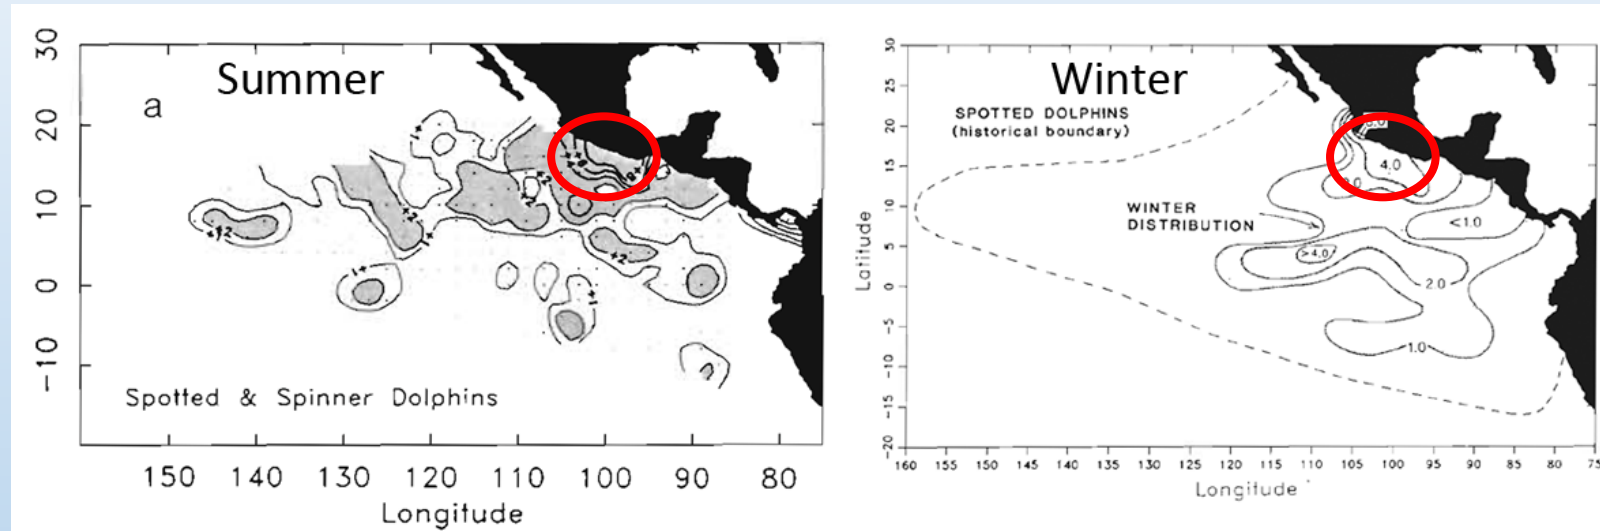 Summer
a
30
20
10
0
-10
Spotted & Spinner Dolphins
150 140 130 120 110 100 90 80
Longitude
Winter
SPOTTED DOLPHINS
(historical boundary)
4.0
WINTER
DISTRIBUTION
<1.0
>4.0
2.0
1.0
Latitude
30
25
20
15
10
5
0
-5
-10
-15
-20
160 155 150 145 140 135 130 125 120 115 110 105 100 95 90 85 80 75
Longitude